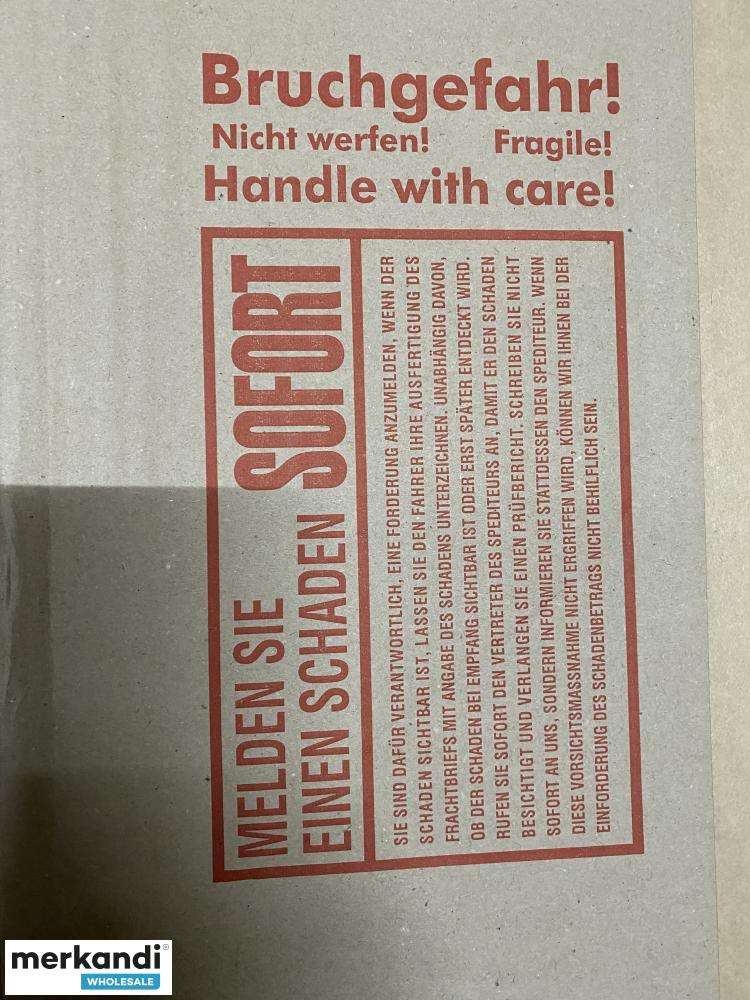 Bruchgefahr!
Nicht werfen! Fragile!
Handle with care!
MELDEN SIE
EINEN SCHADEN SOFORT
SIE SIND DAFÜR VERANTWORTLICH, EINE FORDERUNG ANZUMELDEN, WENN DER
SCHADEN SICHTBAR IST, LASSEN SIE DEN FAHRER IHRE AUSFERTIGUNG DES
FRACHTBRIEFS MIT ANGABE DES SCHADENS UNTERZEICHNEN. UNABHÄNGIG DAVON,
OB DER SCHADEN BEI EMPFANG SICHTBAR IST ODER ERST SPÄTER ENTDECKT WIRD.
RUFEN SIE SOFORT DEN VERTRETER DES SPEDITEURS AN, DAMIT ER DEN SCHADEN
BESICHTIGT UND VERLANGEN SIE EINEN PRÜFBERICHT. SCHREIBEN SIE NICHT
SOFORT AN UNS, SONDERN INFORMIEREN SIE STATTDESSEN DEN SPEDITEUR. WENN
DIESE VORSICHTSMASSNAHME NICHT ERGRIFFEN WIRD, KÖNNEN WIR IHNEN BEI DER
EINFORDERUNG DES SCHADENBETRAGS NICHT BEHILFLICH SEIN.
merkandi®
WHOLESALE